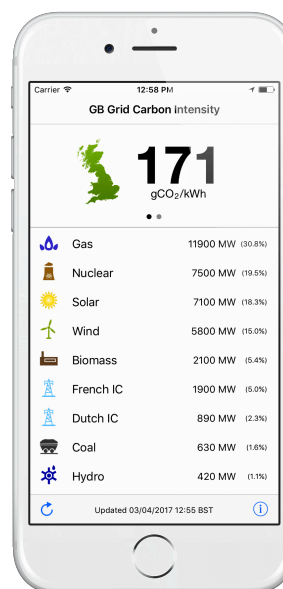 Carrier 12:58 PM
GB Grid Carbon Intensity
171
gCO₂/kWh
Gas 11900 MW (30.8%)
Nuclear 7500 MW (19.5%)
Solar 7100 MW (18.3%)
Wind 5800 MW (15.0%)
Biomass 2100 MW (5.4%)
French IC 1900 MW (5.0%)
Dutch IC 890 MW (2.3%)
Coal 630 MW (1.6%)
Hydro 420 MW (1.1%)
Updated 03/04/2017 12:55 BST